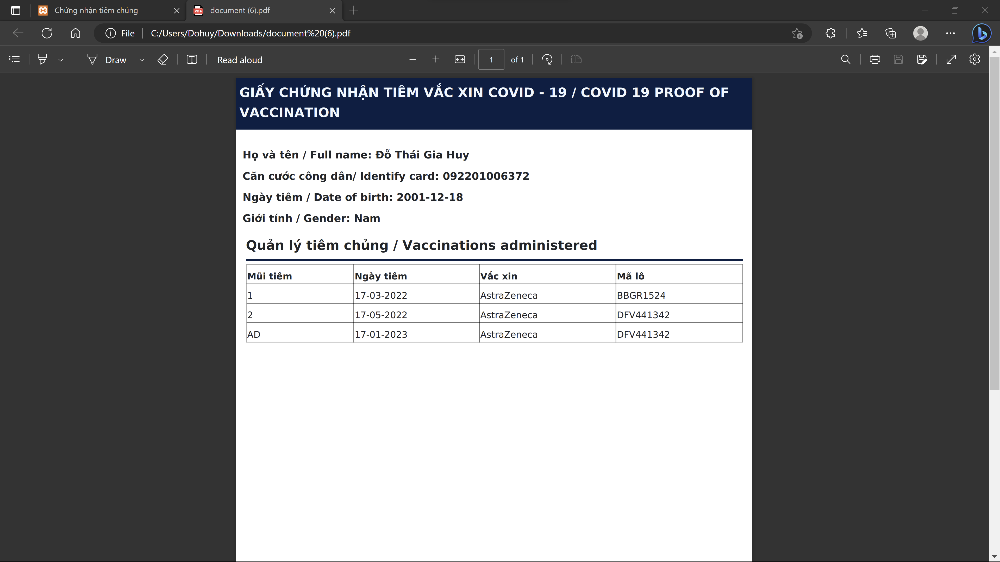 Chứng nhận tiêm chủng
document (6).pdf
File C:/Users/Dohuy/Downloads/document%20(6).pdf
Draw Read aloud 1 of 1
GIẤY CHỨNG NHẬN TIÊM VẮC XIN COVID - 19 / COVID 19 PROOF OF
VACCINATION
Họ và tên / Full name: Đỗ Thái Gia Huy
Căn cước công dân/ Identify card: 092201006372
Ngày tiêm / Date of birth: 2001-12-18
Giới tính / Gender: Nam
Quản lý tiêm chủng / Vaccinations administered
Mũi tiêm Ngày tiêm Vắc xin Mã lô
1 17-03-2022 AstraZeneca BBGR1524
2 17-05-2022 AstraZeneca DFV441342
AD 17-01-2023 AstraZeneca DFV441342